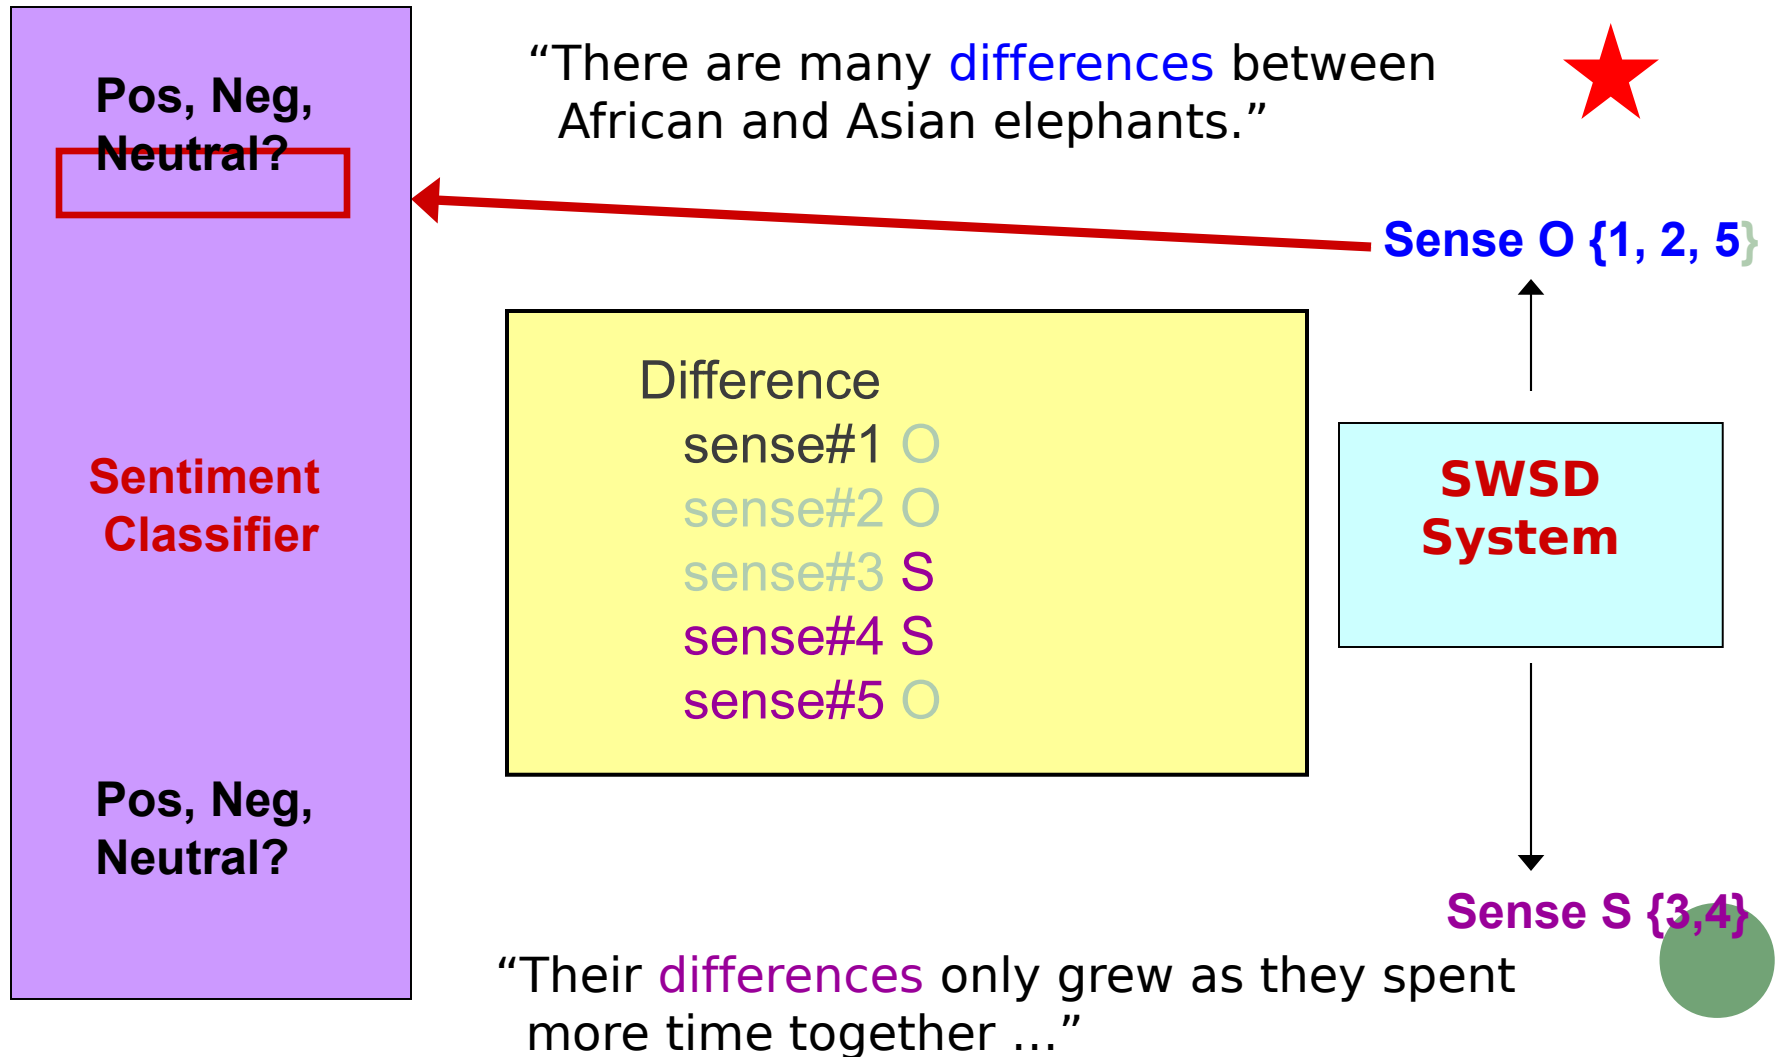 Pos, Neg,
Neutral?
“There are many differences between
African and Asian elephants.”
Sense O {1, 2, 5}
Difference
sense#1 O
sense#2 O
sense#3 S
sense#4 S
sense#5 O
Sentiment
Classifier
SWSD
System
Pos, Neg,
Neutral?
Sense S {3,4}
“Their differences only grew as they spent
more time together ...”